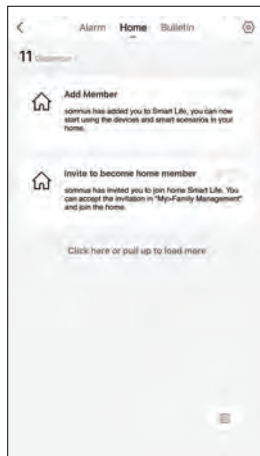 Alarm Home Bulletin
11
Add Member
somnus has added you to Smart Life, you can now
start using the devices and smart scenarios in your
home.
Invite to become home member
somnus has invited you to join home Smart Life. You
can accept the invitation in "My>Family Management"
and join the home.
Click here or pull up to load more